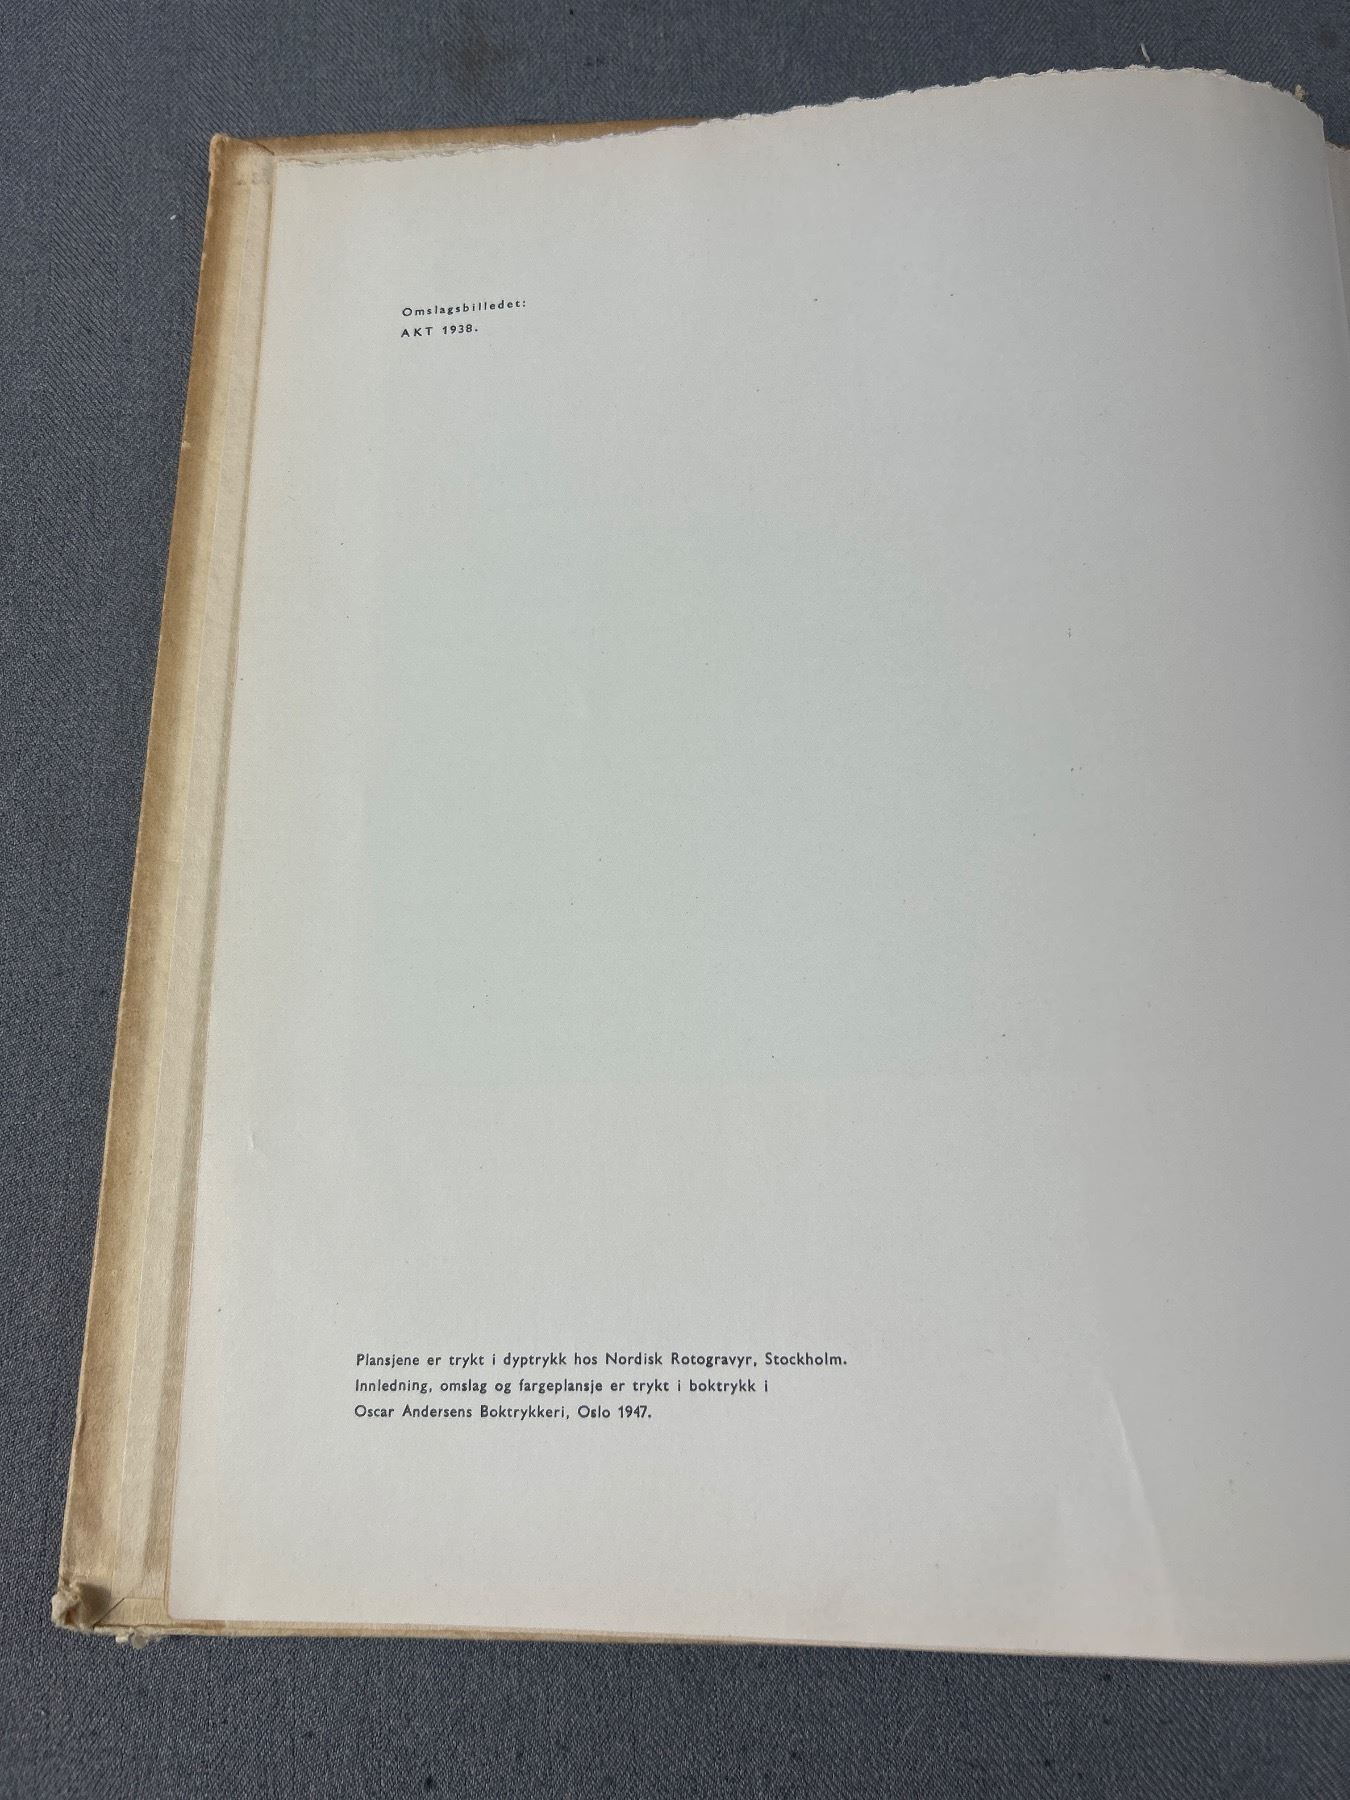 Omslagsbilledet:
AKT 1938.
Plansjene er trykt i dyptrykk hos Nordisk Rotogravyr, Stockholm.
Innledning, omslag og fargeplansje er trykt i boktrykk i
Oscar Andersens Boktrykkeri, Oslo 1947.